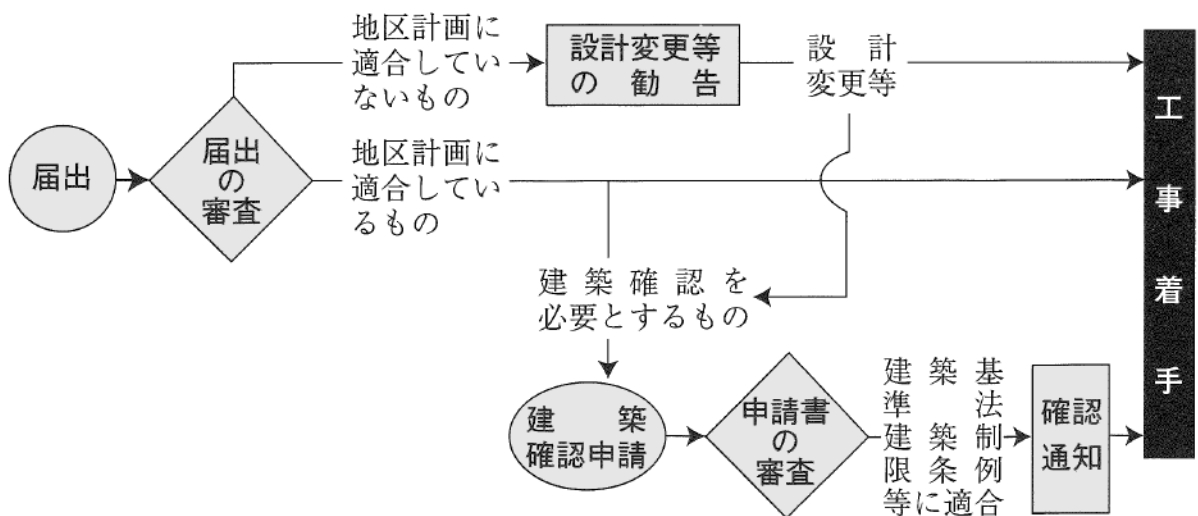 届出
届出
の
審査
地区計画に
適合してい
ないもの
設計変更等
の勧告
設計
変更等
地区計画に
適合してい
るもの
建築確認を
必要とするもの
建築
確認申請
申請書
の
審査
建築基
準法
建築制
限条例
等に適合
確認
通知
工事着手